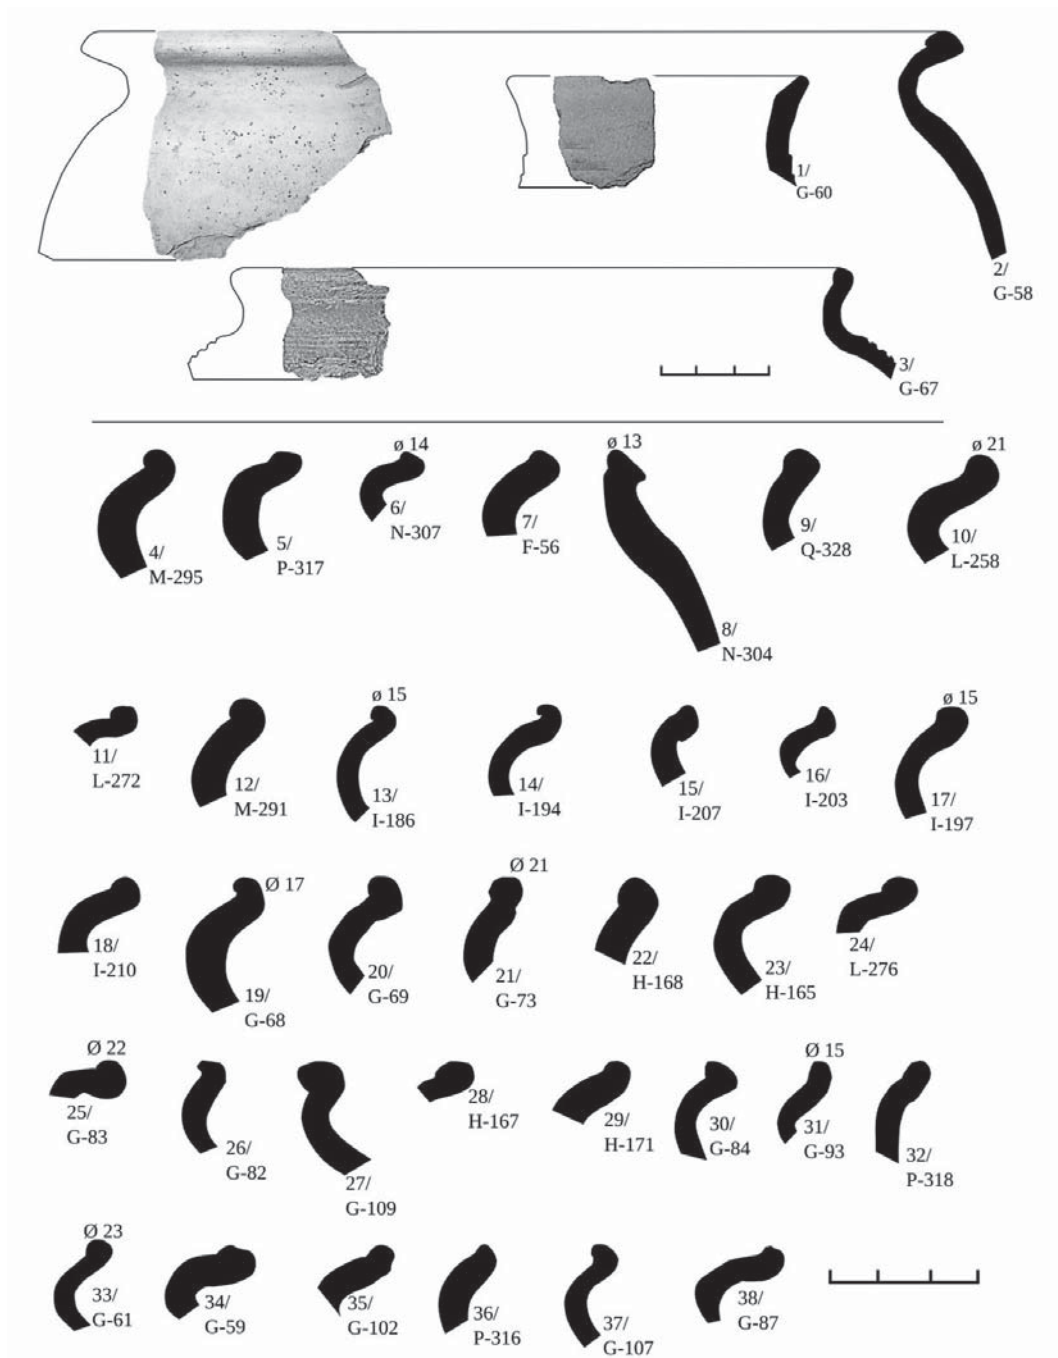 1/
G-60
2/
G-58
3/
G-67
ø 14
ø 13
ø 21
4/
M-295
5/
P-317
6/
N-307
7/
F-56
8/
N-304
9/
Q-328
10/
L-258
ø 15
ø 15
11/
L-272
12/
M-291
13/
I-186
14/
I-194
15/
I-207
16/
I-203
17/
I-197
Ø 17
Ø 21
18/
I-210
19/
G-68
20/
G-69
21/
G-73
22/
H-168
23/
H-165
24/
L-276
Ø 22
Ø 15
25/
G-83
26/
G-82
27/
G-109
28/
H-167
29/
H-171
30/
G-84
31/
G-93
32/
P-318
Ø 23
33/
G-61
34/
G-59
35/
G-102
36/
P-316
37/
G-107
38/
G-87